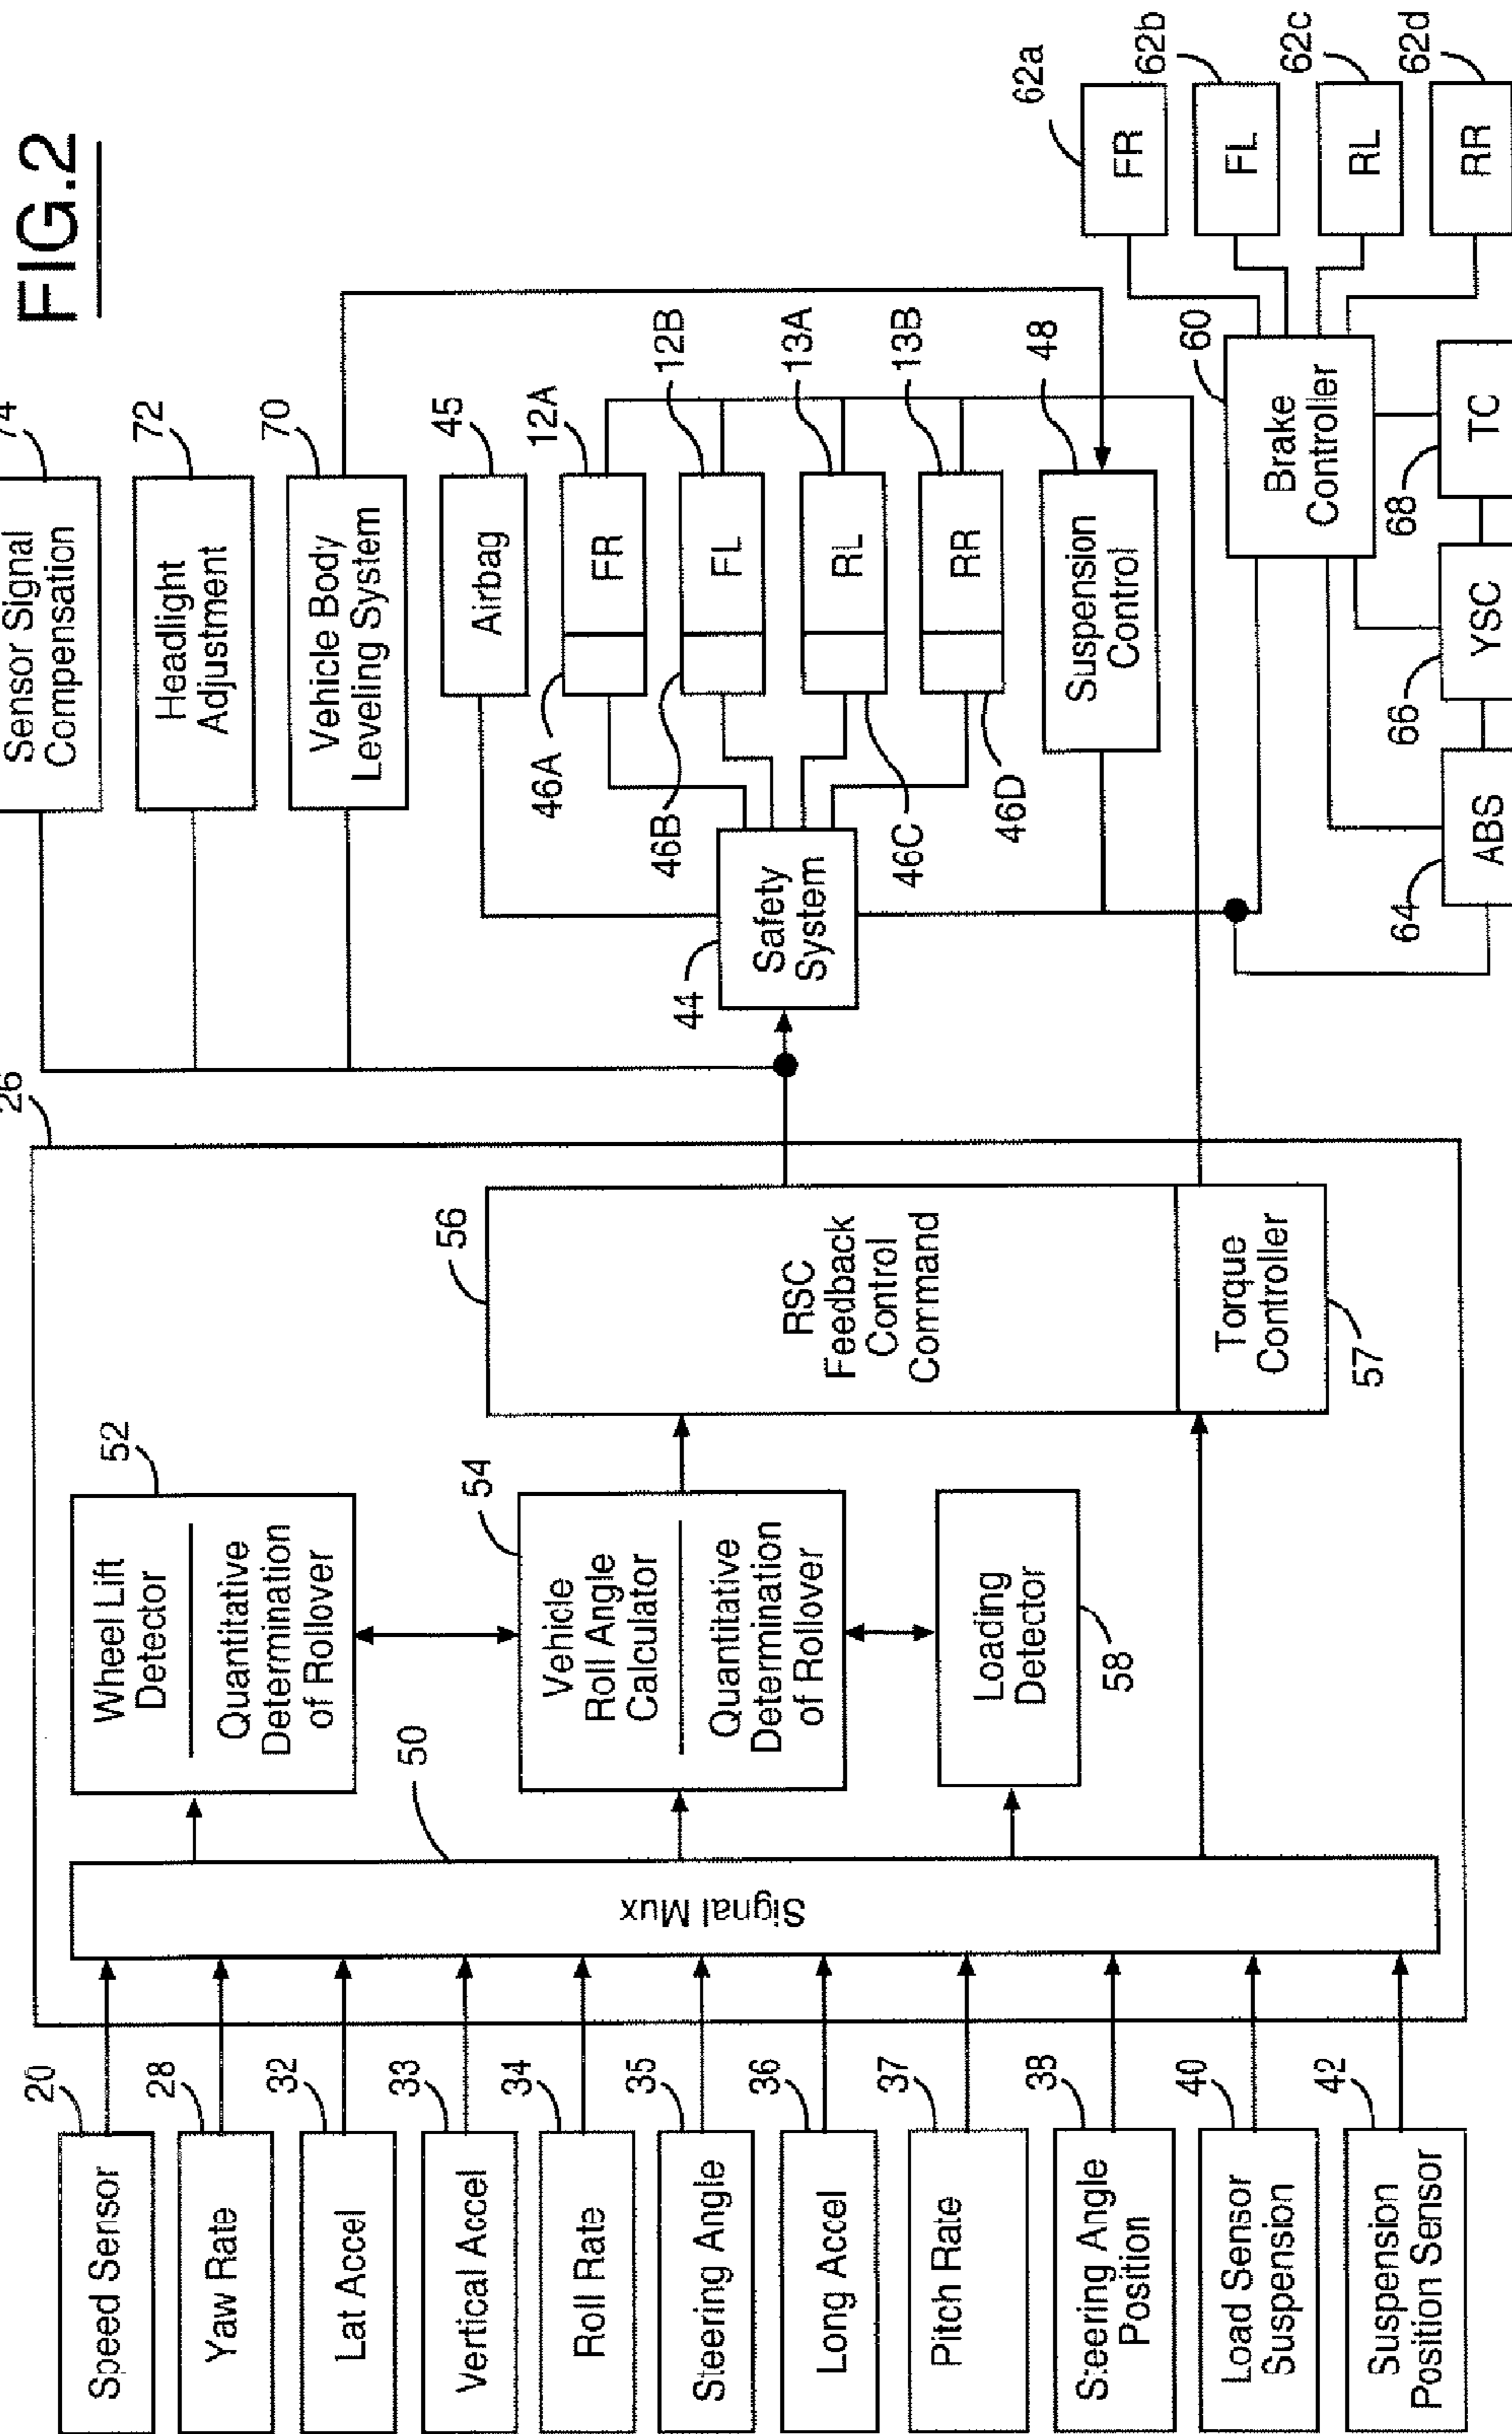 FIG.2
20
Speed Sensor
28
Yaw Rate
32
Lat Accel
33
Vertical Accel
34
Roll Rate
35
Steering Angle
36
Long Accel
37
Pitch Rate
38
Steering Angle
Position
40
Load Sensor
Suspension
42
Suspension
Position Sensor
26
50
Signal Mux
52
Wheel Lift
Detector
Quantitative
Determination
of Rollover
54
Vehicle
Roll Angle
Calculator
Quantitative
Determination
of Rollover
Loading
Detector
58
56
RSC
Feedback
Control
Command
Torque
Controller
57
74
Sensor Signal
Compensation
72
Headlight
Adjustment
70
Vehicle Body
Leveling System
44
Safety
System
45
Airbag
46A
FR
12A
46B
FL
12B
46C
RL
13A
46D
RR
13B
48
Suspension
Control
60
Brake
Controller
62a
FR
62b
FL
62c
RL
62d
RR
64
ABS
66
YSC
68
TC